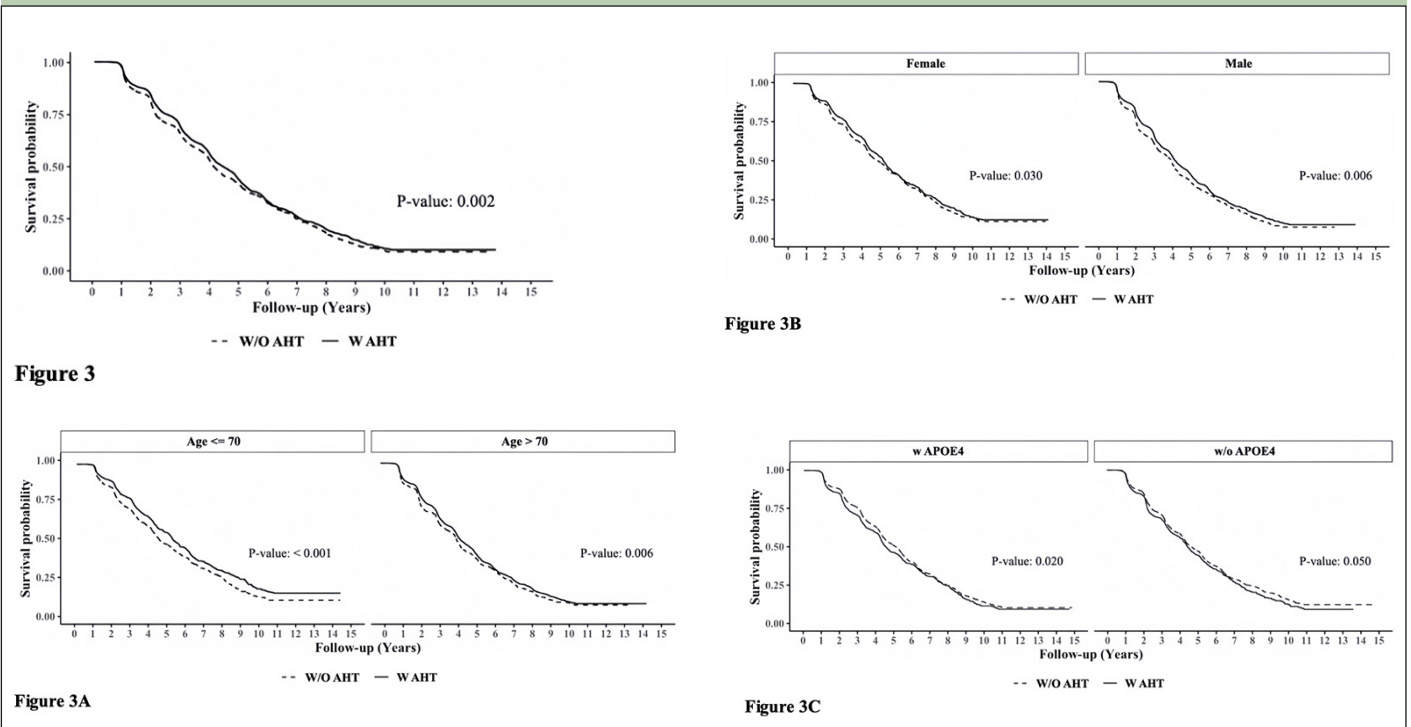 1.00
0.75
0.50
0.25
0.00
Survival probability
P-value: 0.002
0 1 2 3 4 5 6 7 8 9 10 11 12 13 14 15
Follow-up (Years)
W/O AHT W AHT
Figure 3
Female Male
1.00
0.75
0.50
0.25
0.00
Survival probability
P-value: 0.030 P-value: 0.006
0 1 2 3 4 5 6 7 8 9 10 11 12 13 14 15 0 1 2 3 4 5 6 7 8 9 10 11 12 13 14 15
Follow-up (Years)
W/O AHT W AHT
Figure 3B
Age <= 70 Age > 70
1.00
0.75
0.50
0.25
0.00
Survival probability
P-value: < 0.001 P-value: 0.006
0 1 2 3 4 5 6 7 8 9 10 11 12 13 14 15 0 1 2 3 4 5 6 7 8 9 10 11 12 13 14 15
Follow-up (Years)
W/O AHT W AHT
Figure 3A
w APOE4 w/o APOE4
1.00
0.75
0.50
0.25
0.00
Survival probability
P-value: 0.020 P-value: 0.050
0 1 2 3 4 5 6 7 8 9 10 11 12 13 14 15 0 1 2 3 4 5 6 7 8 9 10 11 12 13 14 15
Follow-up (Years)
W/O AHT W AHT
Figure 3C